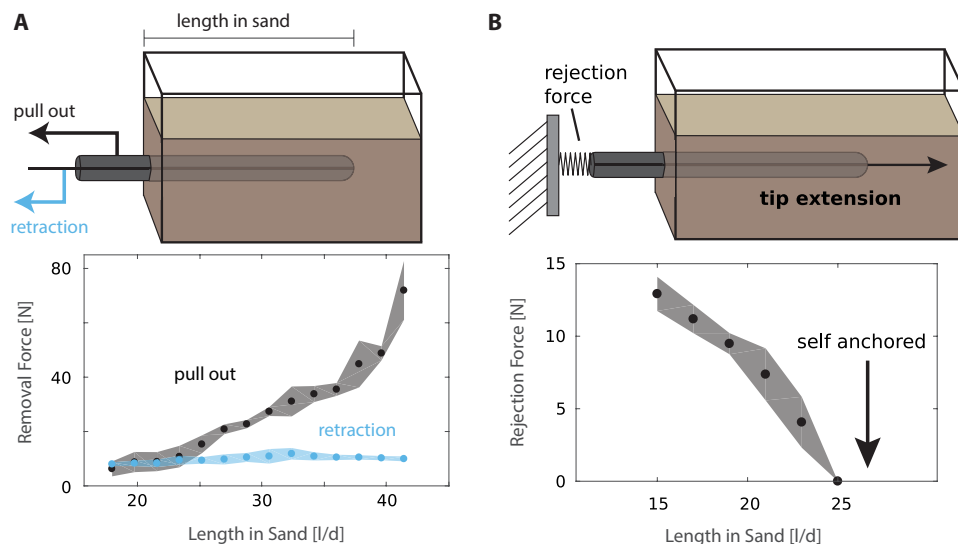 A
length in sand
pull out
retraction
80
40
0
Removal Force [N]
pull out
retraction
20
30
40
Length in Sand [l/d]
B
rejection
force
tip extension
15
10
5
0
Rejection Force [N]
self anchored
15
20
25
Length in Sand [l/d]